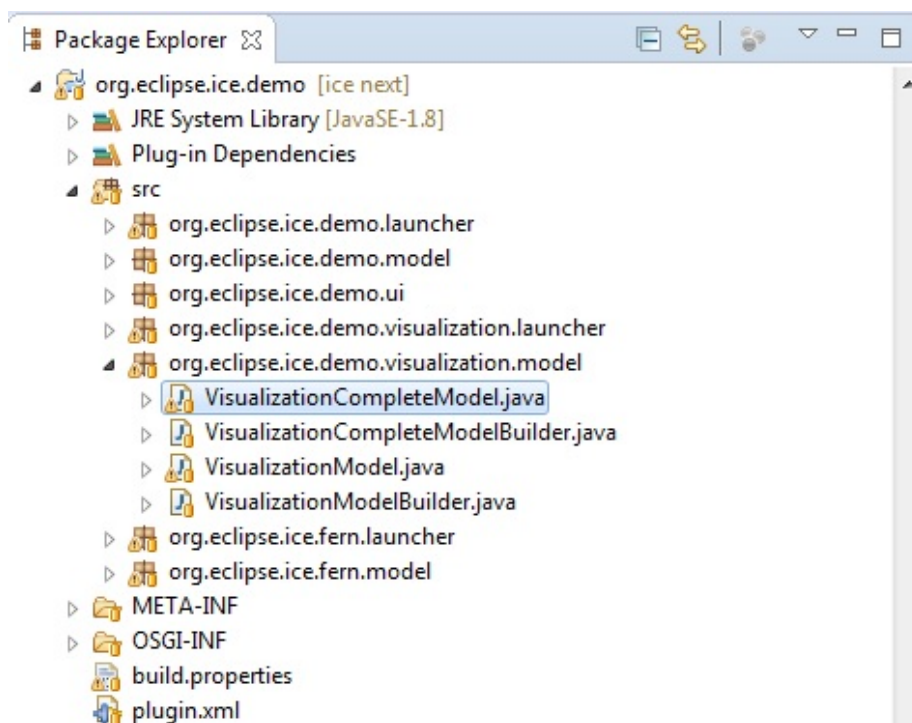 Package Explorer
org.eclipse.ice.demo [ice next]
JRE System Library [JavaSE-1.8]
Plug-in Dependencies
src
org.eclipse.ice.demo.launcher
org.eclipse.ice.demo.model
org.eclipse.ice.demo.ui
org.eclipse.ice.demo.visualization.launcher
org.eclipse.ice.demo.visualization.model
VisualizationCompleteModel.java
VisualizationCompleteModelBuilder.java
VisualizationModel.java
VisualizationModelBuilder.java
org.eclipse.ice.fern.launcher
org.eclipse.ice.fern.model
META-INF
OSGI-INF
build.properties
plugin.xml